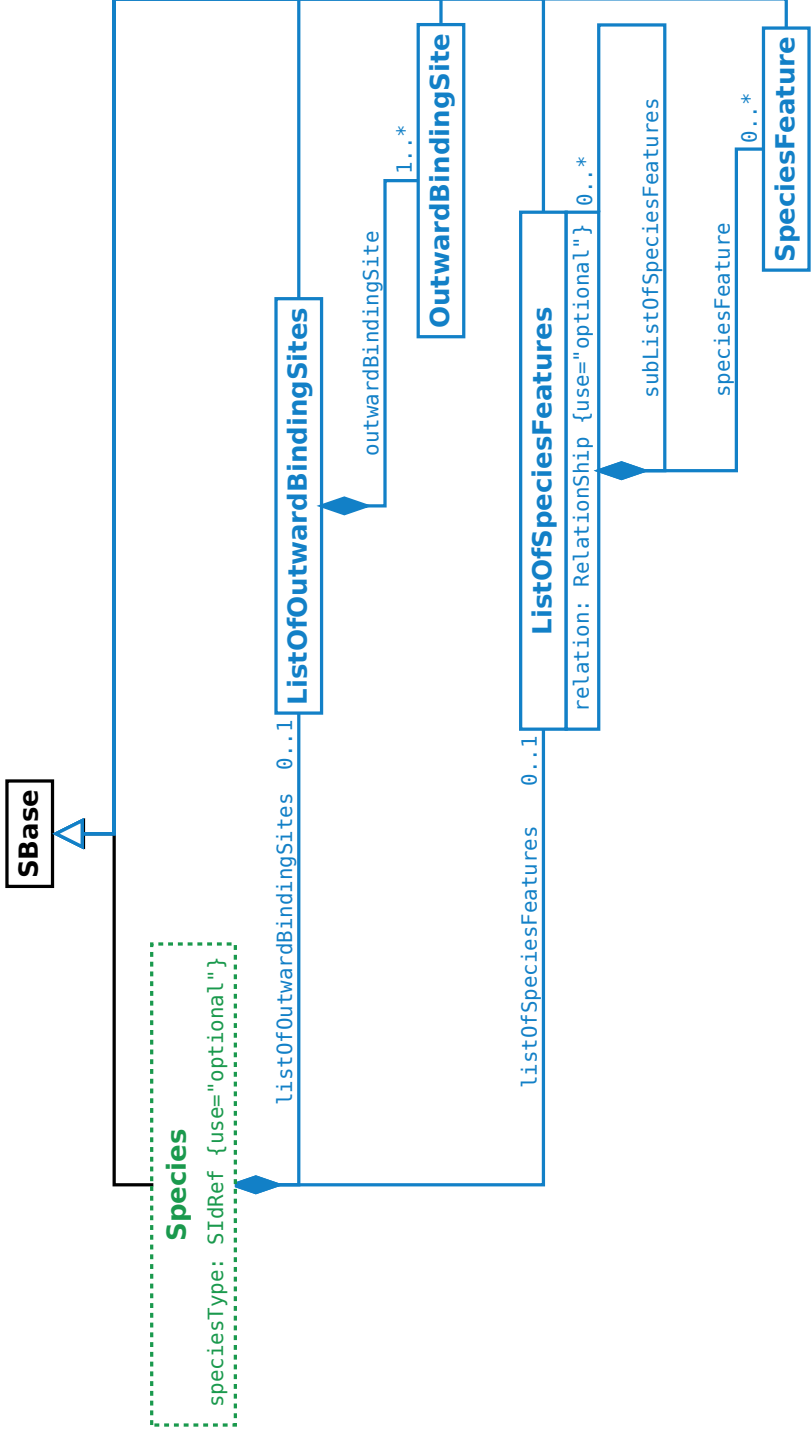 SBase
Species
speciesType: SIdRef {use="optional"}
listOfOutwardBindingSites
0..1
ListOfOutwardBindingSites
outwardBindingSite
1..*
OutwardBindingSite
listOfSpeciesFeatures
0..1
ListOfSpeciesFeatures
relation: RelationShip {use="optional"}
0..*
subListOfSpeciesFeatures
speciesFeature
0..*
SpeciesFeature